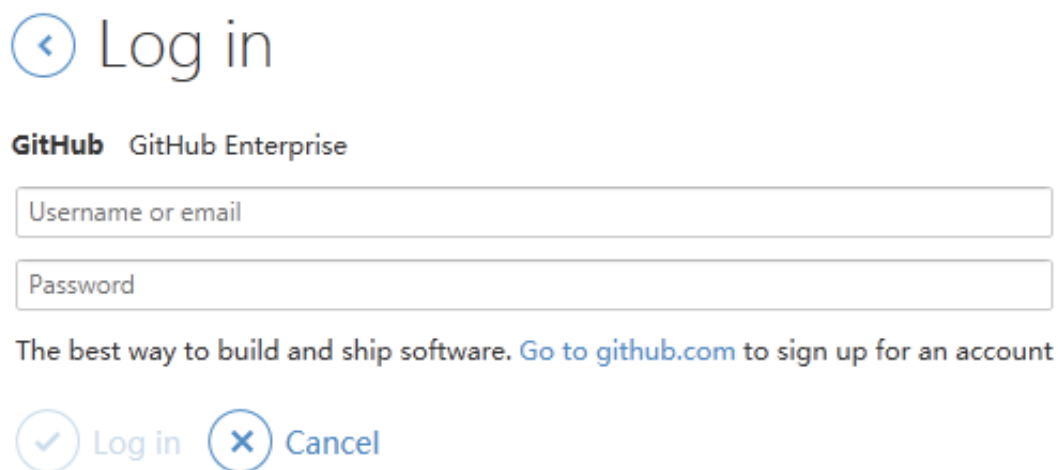 Log in
GitHub GitHub Enterprise
Username or email
Password
The best way to build and ship software. Go to github.com to sign up for an account
Log in Cancel